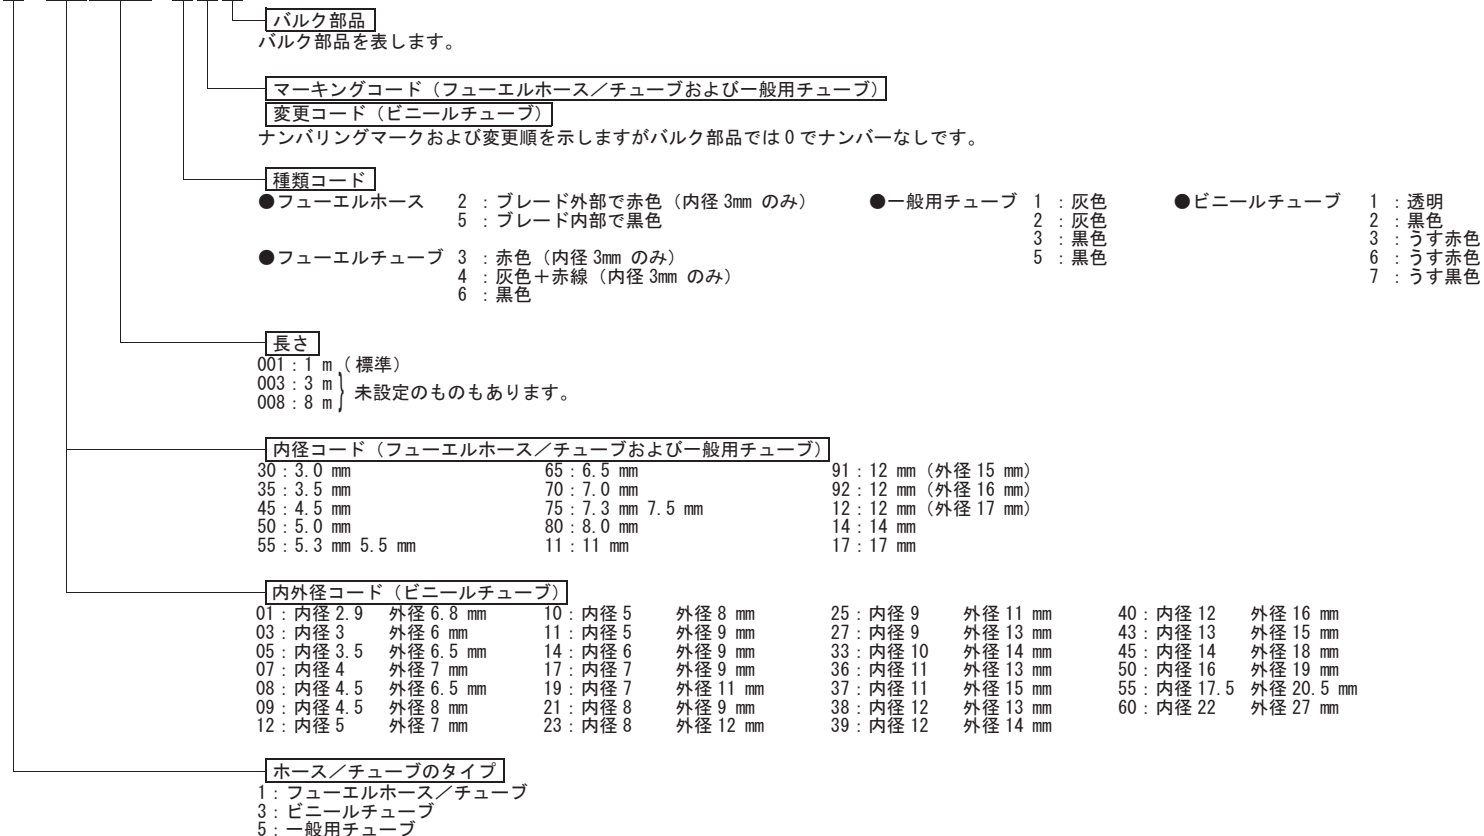 バルク部品
バルク部品を表します。
マーキングコード（フューエルホース／チューブおよび一般用チューブ）
変更コード（ビニールチューブ）
ナンバリングマークおよび変更順を示しますがバルク部品では0でナンバーなしです。
種類コード
●フューエルホース 2 : ブレード外部で赤色（内径3mm のみ） ●一般用チューブ 1 : 灰色 ●ビニールチューブ 1 : 透明
5 : ブレード内部で黒色 2 : 灰色 2 : 黒色
3 : 黒色 3 : うす赤色
●フューエルチューブ 3 : 赤色（内径3mm のみ） 5 : 黒色 6 : うす赤色
4 : 灰色＋赤線（内径3mm のみ） 7 : うす黒色
6 : 黒色
長さ
001 : 1 m（標準）
003 : 3 m
008 : 8 m } 未設定のものもあります。
内径コード（フューエルホース／チューブおよび一般用チューブ）
30 : 3.0 mm 65 : 6.5 mm 91 : 12 mm（外径15 mm）
35 : 3.5 mm 70 : 7.0 mm 92 : 12 mm（外径16 mm）
45 : 4.5 mm 75 : 7.3 mm 7.5 mm 12 : 12 mm（外径17 mm）
50 : 5.0 mm 80 : 8.0 mm 14 : 14 mm
55 : 5.3 mm 5.5 mm 11 : 11 mm 17 : 17 mm
内外径コード（ビニールチューブ）
01 : 内径2.9 外径6.8 mm 10 : 内径5 外径8 mm 25 : 内径9 外径11 mm 40 : 内径12 外径16 mm
03 : 内径3 外径6 mm 11 : 内径5 外径9 mm 27 : 内径9 外径13 mm 43 : 内径13 外径15 mm
05 : 内径3.5 外径6.5 mm 14 : 内径6 外径9 mm 33 : 内径10 外径14 mm 45 : 内径14 外径18 mm
07 : 内径4 外径7 mm 17 : 内径7 外径9 mm 36 : 内径11 外径13 mm 50 : 内径16 外径19 mm
08 : 内径4.5 外径6.5 mm 19 : 内径7 外径11 mm 37 : 内径11 外径15 mm 55 : 内径17.5 外径20.5 mm
09 : 内径4.5 外径8 mm 21 : 内径8 外径9 mm 38 : 内径12 外径13 mm 60 : 内径22 外径27 mm
12 : 内径5 外径7 mm 23 : 内径8 外径12 mm 39 : 内径12 外径14 mm
ホース／チューブのタイプ
1 : フューエルホース／チューブ
3 : ビニールチューブ
5 : 一般用チューブ